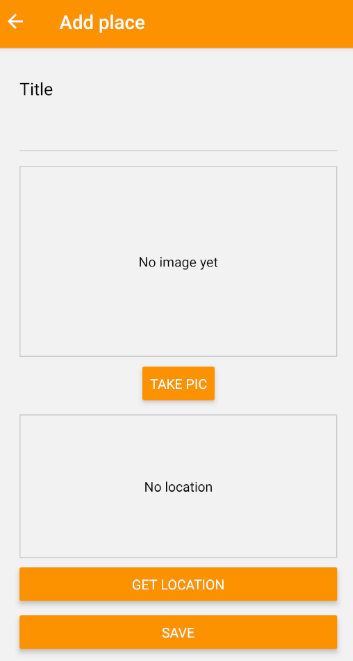 Add place
Title
No image yet
TAKE PIC
No location
GET LOCATION
SAVE